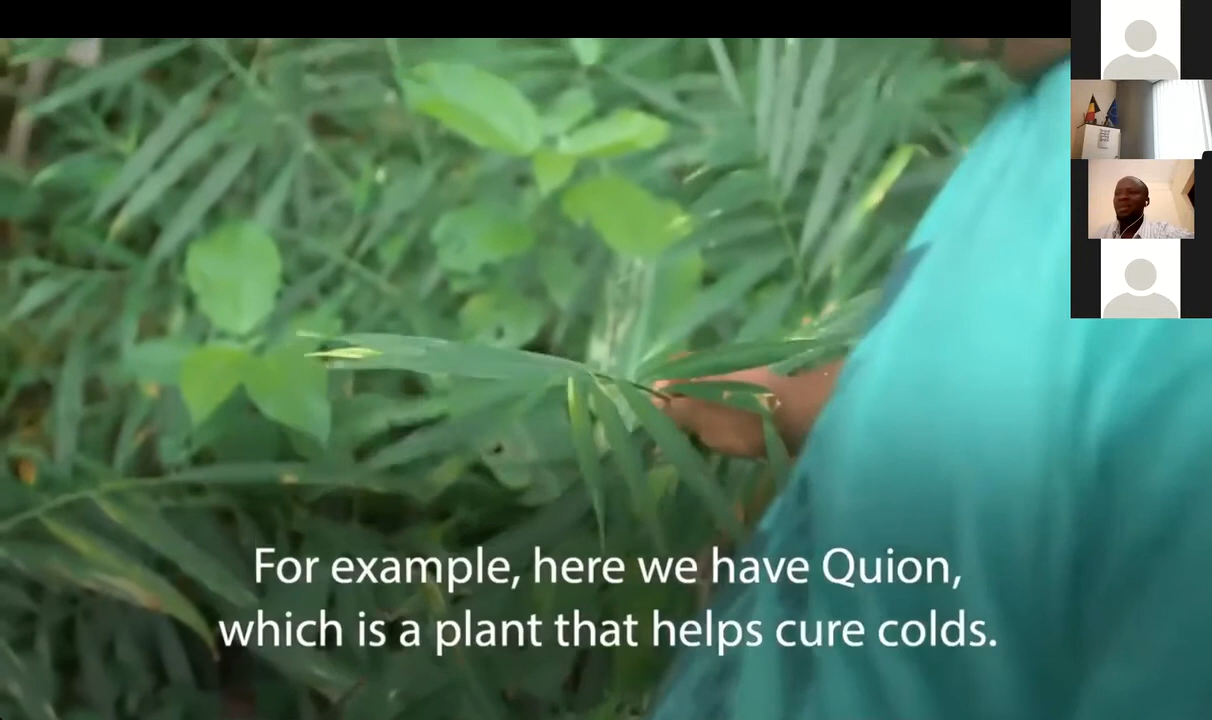 For example, here we have Quion,
which is a plant that helps cure colds.